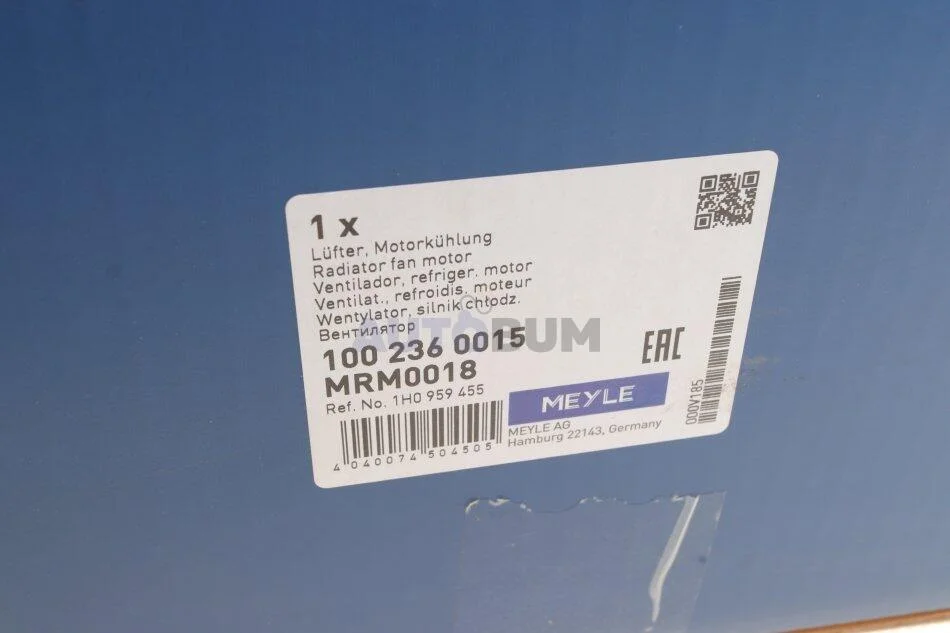 1 x
Lüfter, Motorkühlung
Radiator fan motor
Ventilador, refriger. motor
Ventilat., refroidis. moteur
Wentylator, silnik chłodz.
Вентилятор
AUTOBUM
100 236 0015
MRM0018
Ref. No. 1H0 959 455
EAC
MEYLE
MEYLE AG
Hamburg 22143, Germany
4 040074 504505
000V185